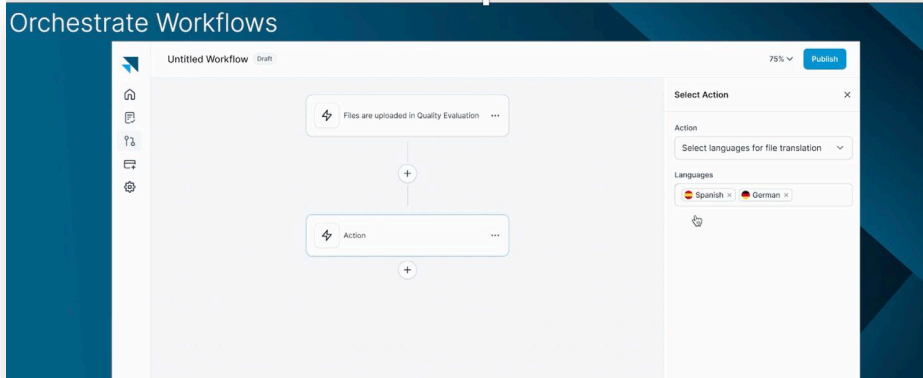 Orchestrate Workflows
Untitled Workflow Draft
75% Publish
Files are uploaded in Quality Evaluation
Action
Select Action
Action
Select languages for file translation
Languages
Spanish × German ×